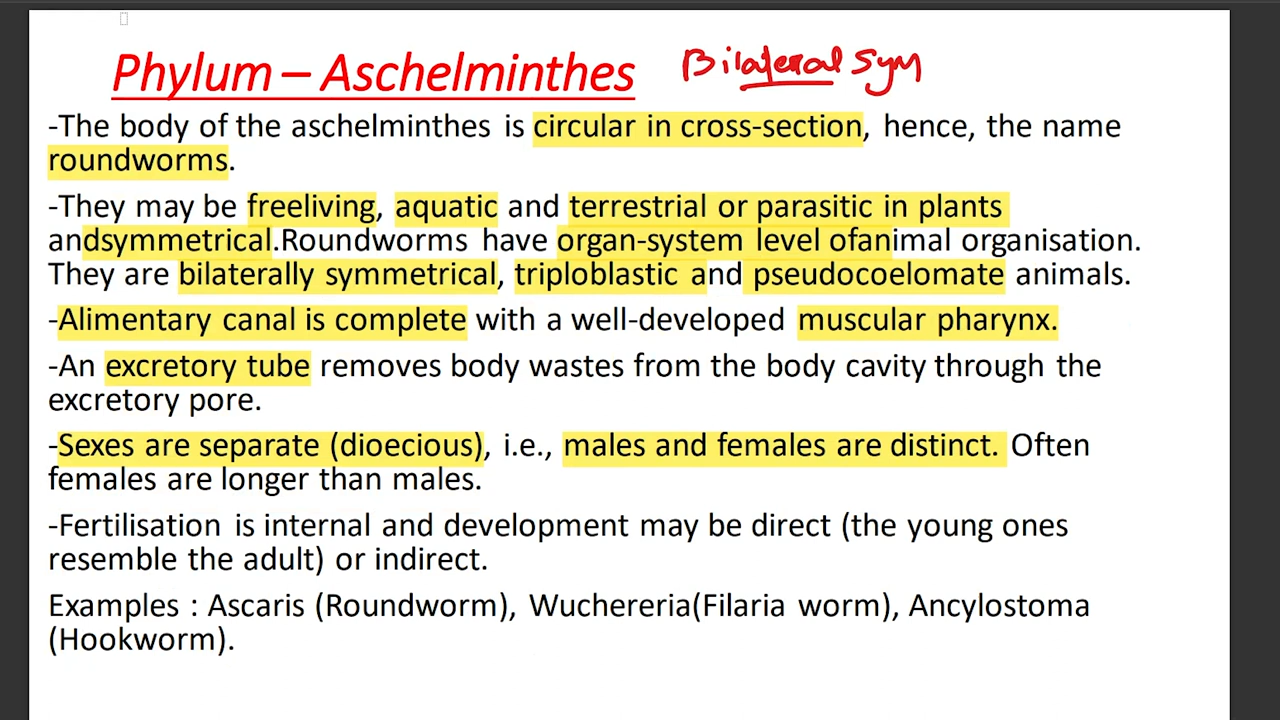 Phylum – Aschelminthes Bilateral Sym
-The body of the aschelminthes is circular in cross-section, hence, the name
roundworms.
-They may be freeliving, aquatic and terrestrial or parasitic in plants
andsymmetrical.Roundworms have organ-system level ofanimal organisation.
They are bilaterally symmetrical, triploblastic and pseudocoelomate animals.
-Alimentary canal is complete with a well-developed muscular pharynx.
-An excretory tube removes body wastes from the body cavity through the
excretory pore.
-Sexes are separate (dioecious), i.e., males and females are distinct. Often
females are longer than males.
-Fertilisation is internal and development may be direct (the young ones
resemble the adult) or indirect.
Examples : Ascaris (Roundworm), Wuchereria(Filaria worm), Ancylostoma
(Hookworm).